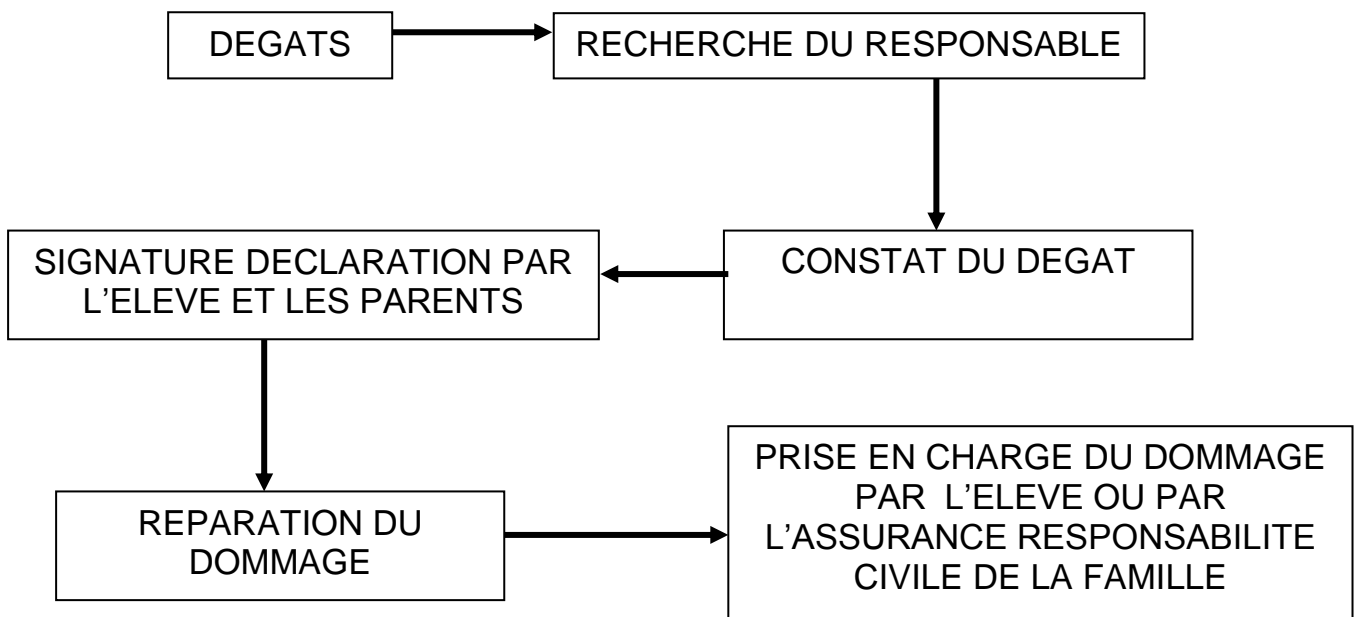 DEGATS
RECHERCHE DU RESPONSABLE
CONSTAT DU DEGAT
SIGNATURE DECLARATION PAR
L'ELEVE ET LES PARENTS
REPARATION DU
DOMMAGE
PRISE EN CHARGE DU DOMMAGE
PAR L'ELEVE OU PAR
L'ASSURANCE RESPONSABILITE
CIVILE DE LA FAMILLE